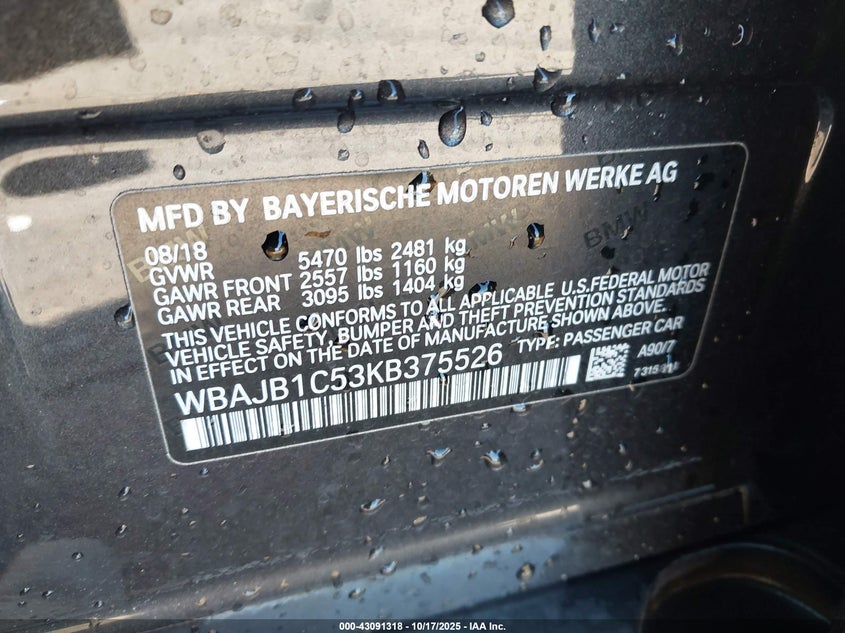 MFD BY BAYERISCHE MOTOREN WERKE AG
08/18
GVWR 5470 lbs 2481 kg
GAWR FRONT 2557 lbs 1160 kg
GAWR REAR 3095 lbs 1404 kg
THIS VEHICLE CONFORMS TO ALL APPLICABLE U.S.FEDERAL MOTOR
VEHICLE SAFETY, BUMPER AND THEFT PREVENTION STANDARDS
IN EFFECT ON THE DATE OF MANUFACTURE SHOWN ABOVE.
WBAJB1C53KB375526 TYPE: PASSENGER CAR
A90/7
BMW
BMW
BMW
000-43091318 - 10/17/2025 - IAA Inc.